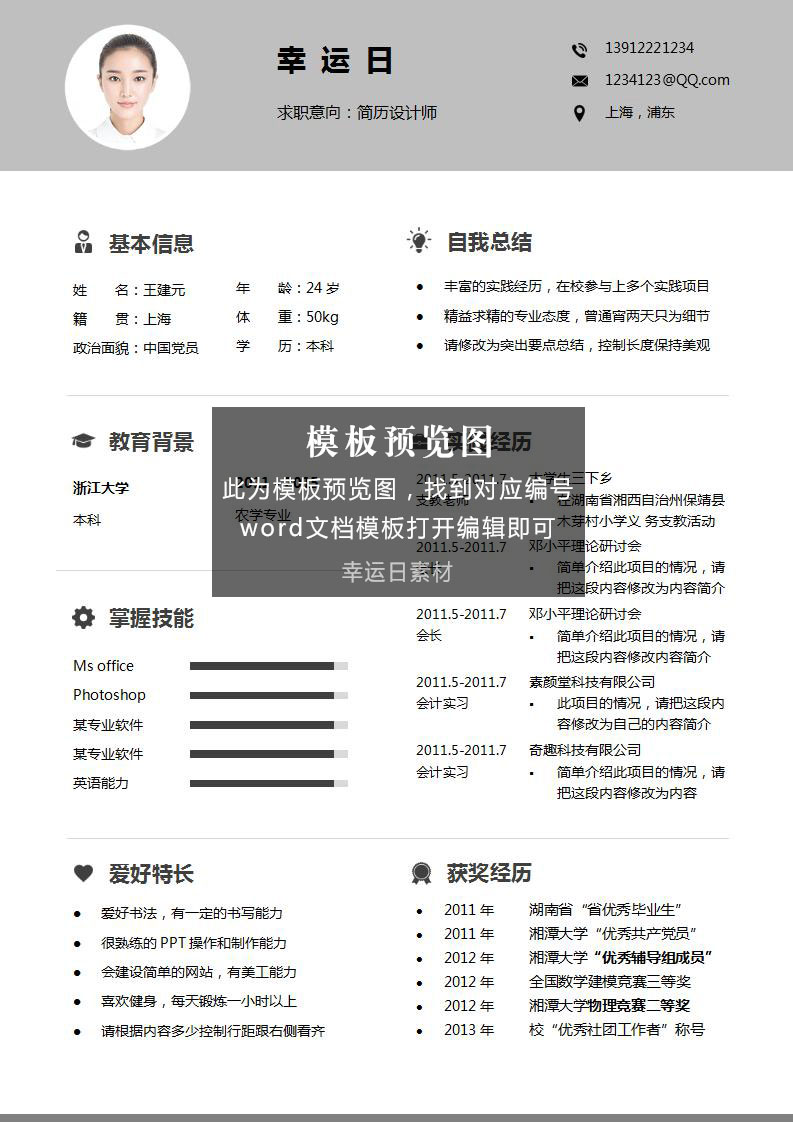 幸运日
求职意向：简历设计师
13912221234
1234123@QQ.com
上海，浦东
基本信息
姓 名：王建元
年 龄：24 岁
籍 贯：上海
体 重：50kg
政治面貌：中国党员
学 历：本科
自我总结
丰富的实践经历，在校参与上多个实践项目
精益求精的专业态度，曾通宵两天只为细节
请修改为突出要点总结，控制长度保持美观
教育背景
浙江大学
本科
农学专业
模板预览图
此为模板预览图，找到对应编号
word文档模板打开编辑即可
幸运日素材
经历
2011.5-2011.7 大学生三下乡
支教老师
▪ 在湖南省湘西自治州保靖县
木芽村小学义 务支教活动
2011.5-2011.7 邓小平理论研讨会
▪ 简单介绍此项目的情况，请
把这段内容修改为内容简介
2011.5-2011.7 邓小平理论研讨会
会长
▪ 简单介绍此项目的情况，请
把这段内容修改内容简介
2011.5-2011.7 素颜堂科技有限公司
会计实习
▪ 此项目的情况，请把这段内
容修改为自己的内容简介
2011.5-2011.7 奇趣科技有限公司
会计实习
▪ 简单介绍此项目的情况，请
把这段内容修改为内容
掌握技能
Ms office
Photoshop
某专业软件
某专业软件
英语能力
爱好特长
● 爱好书法，有一定的书写能力
● 很熟练的 PPT 操作和制作能力
● 会建设简单的网站，有美工能力
● 喜欢健身，每天锻炼一小时以上
● 请根据内容多少控制行距跟右侧看齐
获奖经历
● 2011 年 湖南省“省优秀毕业生”
● 2011 年 湘潭大学“优秀共产党员”
● 2012 年 湘潭大学“优秀辅导组成员”
● 2012 年 全国数学建模竞赛三等奖
● 2012 年 湘潭大学物理竞赛二等奖
● 2013 年 校“优秀社团工作者”称号